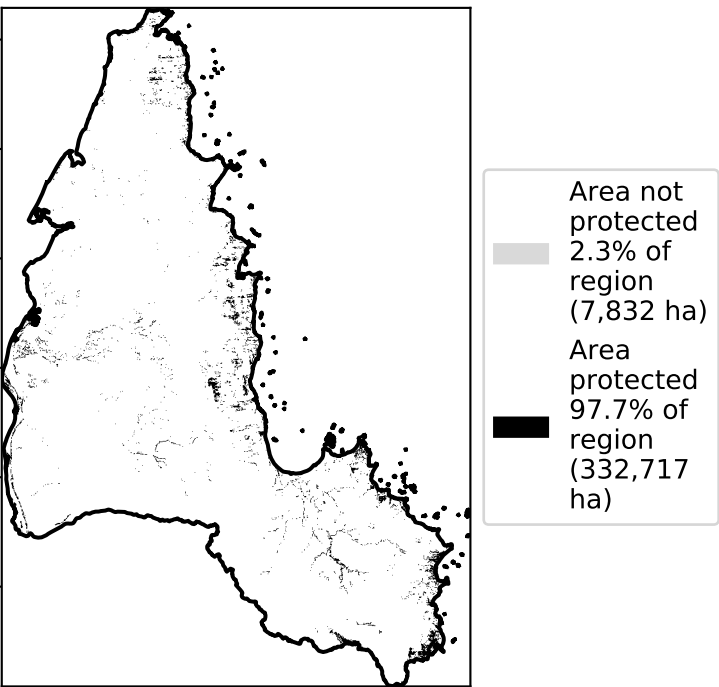 Area not
protected
2.3% of
region
(7,832 ha)
Area
protected
97.7% of
region
(332,717
ha)